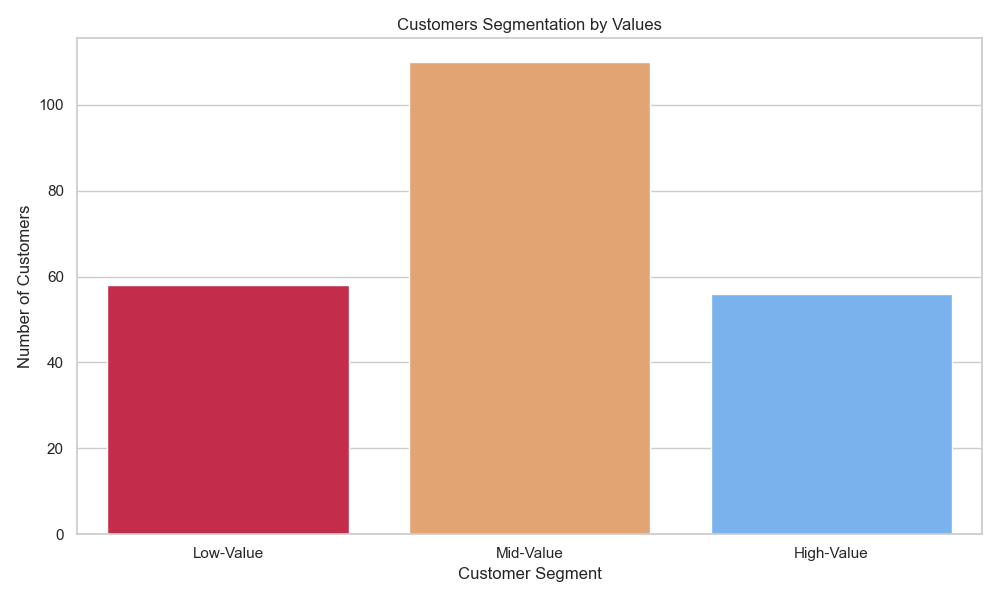 Customers Segmentation by Values
Number of Customers
100
80
60
40
20
0
Low-Value
Mid-Value
High-Value
Customer Segment